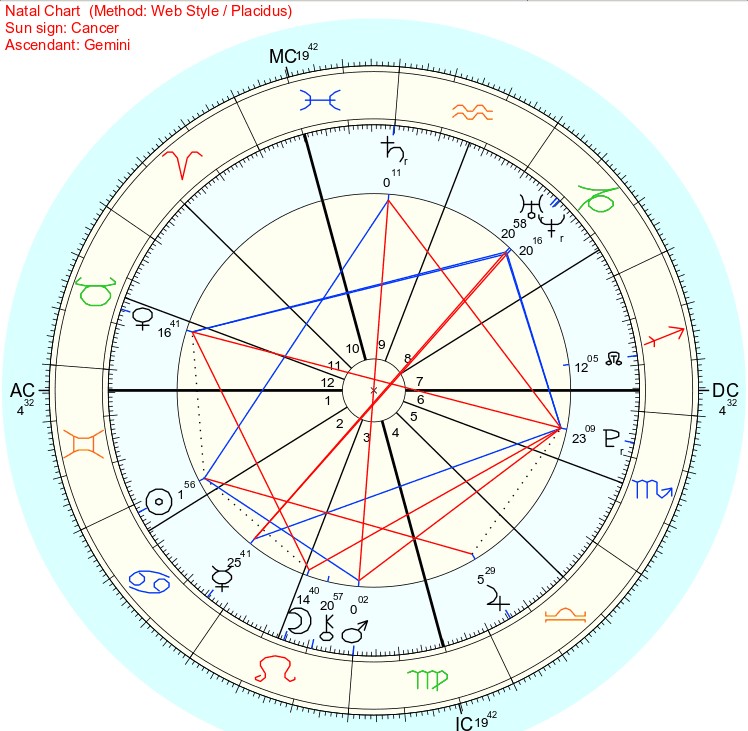 Natal Chart (Method: Web Style / Placidus)
Sun sign: Cancer
Ascendant: Gemini
MC 19 42
0 11
20 58
20 16
16 41
10 9
11 8
12 7
AC
4 32
1 6
2 5
3 4
12 05
DC
4 32
23 09
1 56
25 41
14 40
20 57
0 02
5 29
IC 19 42